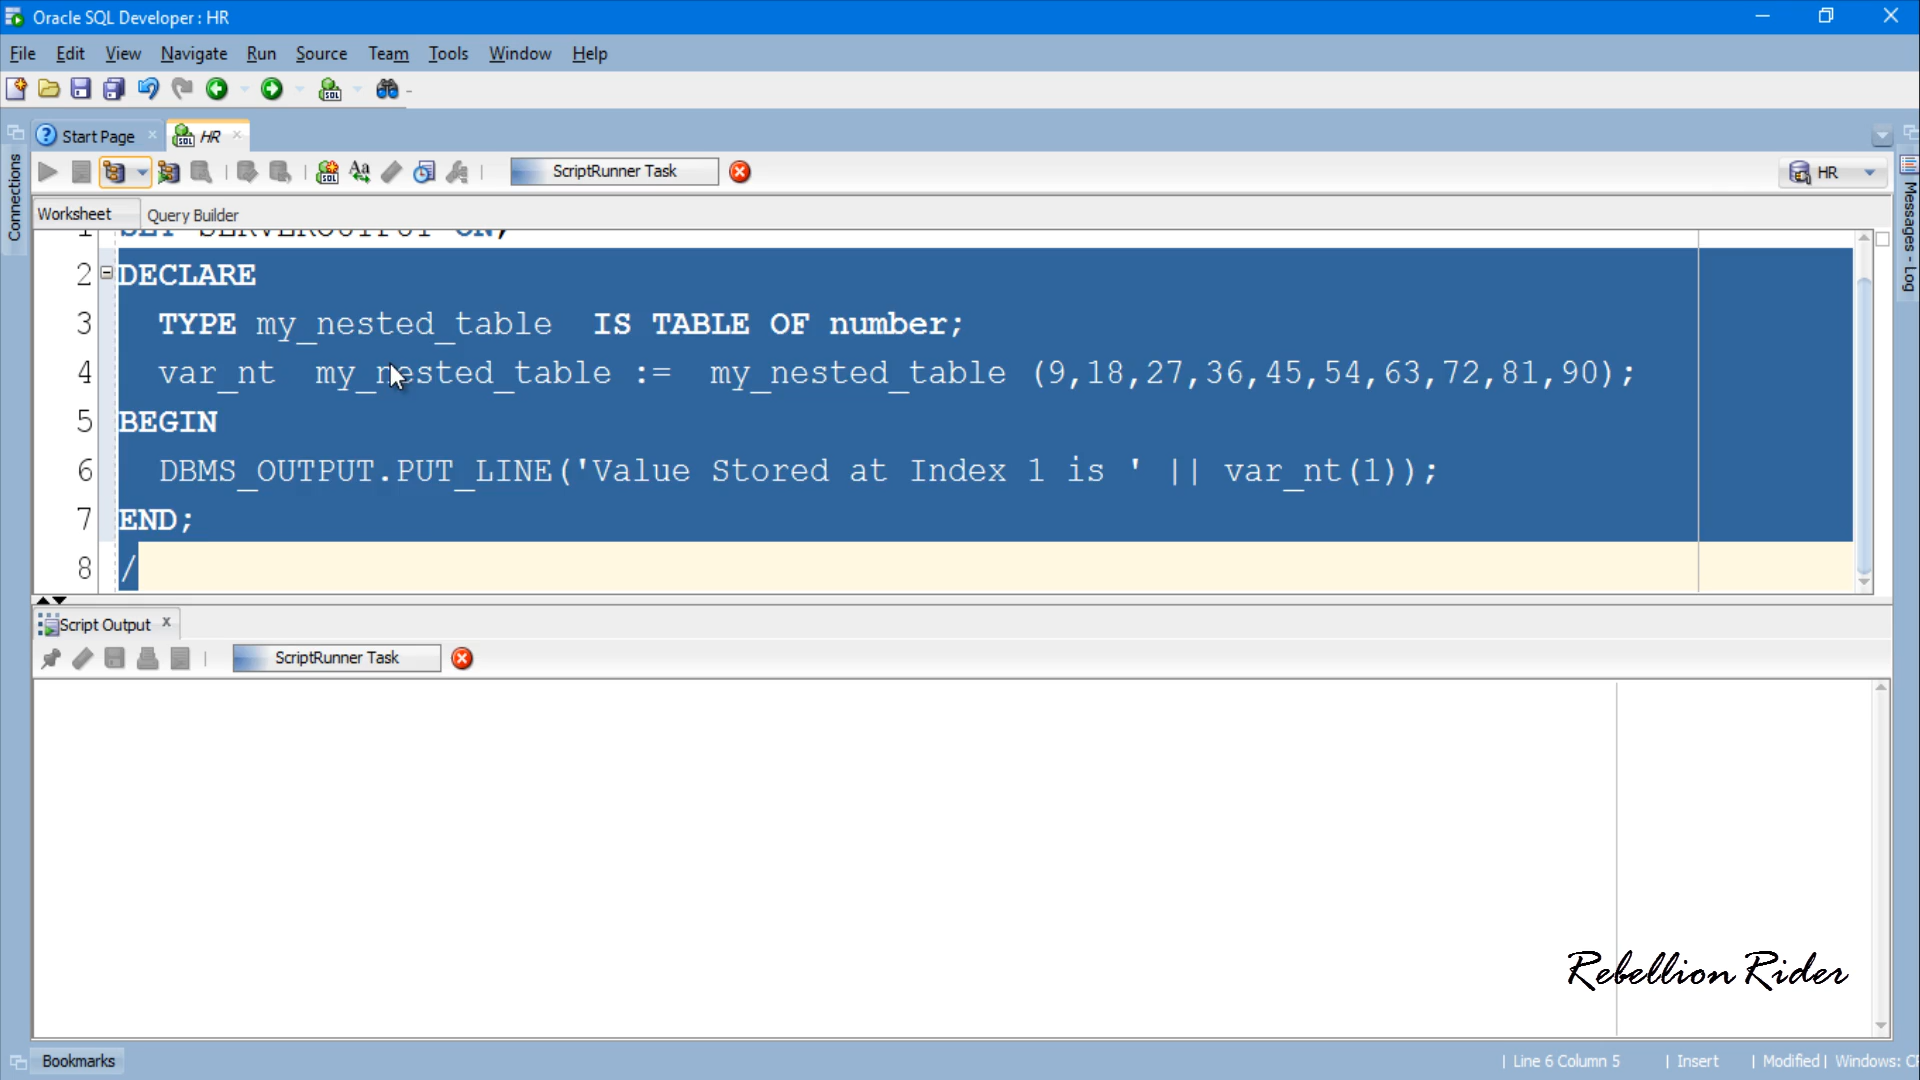 Oracle SQL Developer : HR
File Edit View Navigate Run Source Team Tools Window Help
Start Page HR
ScriptRunner Task HR
Connections
Messages - Log
Worksheet Query Builder
1 SET SERVEROUTPUT ON;
2 DECLARE
3 TYPE my_nested_table IS TABLE OF number;
4 var_nt my_nested_table := my_nested_table (9,18,27,36,45,54,63,72,81,90);
5 BEGIN
6 DBMS_OUTPUT.PUT_LINE('Value Stored at Index 1 is ' || var_nt(1));
7 END;
8 /
Script Output
ScriptRunner Task
Rebellion Rider
Bookmarks
| Line 6 Column 5 | Insert | Modified | Windows: C